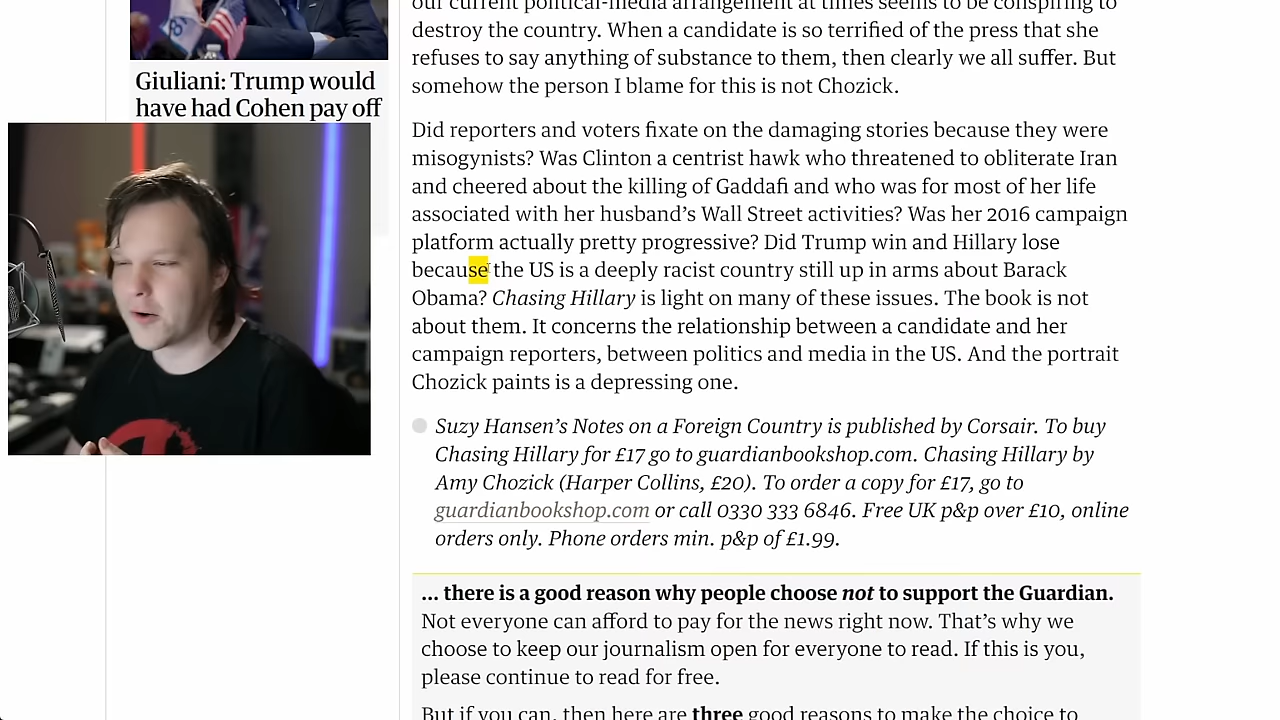 our current political-media arrangement at times seems to be conspiring to
destroy the country. When a candidate is so terrified of the press that she
refuses to say anything of substance to them, then clearly we all suffer. But
somehow the person I blame for this is not Chozick.
Giuliani: Trump would
have had Cohen pay off
Did reporters and voters fixate on the damaging stories because they were
misogynists? Was Clinton a centrist hawk who threatened to obliterate Iran
and cheered about the killing of Gaddafi and who was for most of her life
associated with her husband’s Wall Street activities? Was her 2016 campaign
platform actually pretty progressive? Did Trump win and Hillary lose
because the US is a deeply racist country still up in arms about Barack
Obama? Chasing Hillary is light on many of these issues. The book is not
about them. It concerns the relationship between a candidate and her
campaign reporters, between politics and media in the US. And the portrait
Chozick paints is a depressing one.
Suzy Hansen’s Notes on a Foreign Country is published by Corsair. To buy
Chasing Hillary for £17 go to guardianbookshop.com. Chasing Hillary by
Amy Chozick (Harper Collins, £20). To order a copy for £17, go to
guardianbookshop.com or call 0330 333 6846. Free UK p&p over £10, online
orders only. Phone orders min. p&p of £1.99.
... there is a good reason why people choose not to support the Guardian.
Not everyone can afford to pay for the news right now. That’s why we
choose to keep our journalism open for everyone to read. If this is you,
please continue to read for free.
But if you can, then here are three good reasons to make the choice to